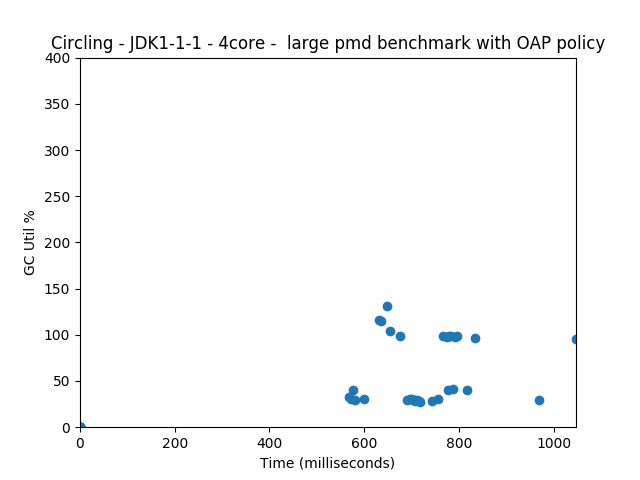 Circling - JDK1-1-1 - 4core -  large pmd benchmark with OAP policy
400
350
300
250
200
150
100
50
0
GC Util %
0 200 400 600 800 1000
Time (milliseconds)